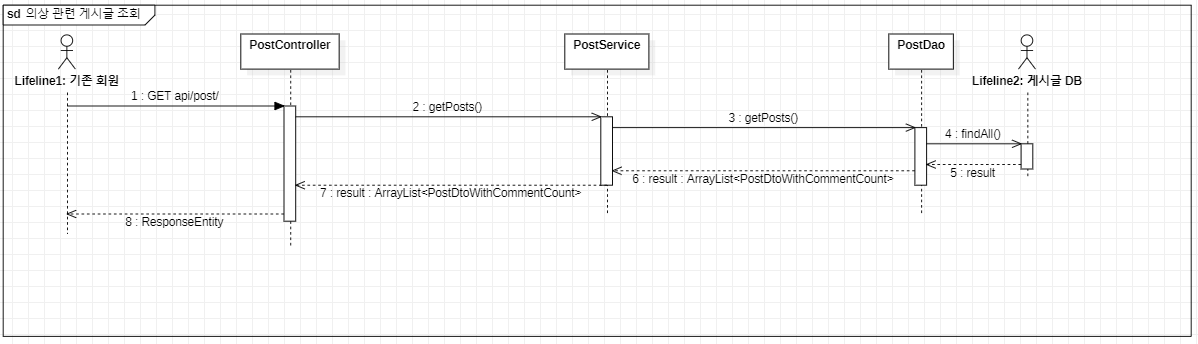 sd 의상 관련 게시글 조회
PostController
PostService
PostDao
Lifeline1: 기존 회원
Lifeline2: 게시글 DB
1 : GET api/post/
2 : getPosts()
3 : getPosts()
4 : findAll()
5 : result
6 : result : ArrayList<PostDtoWithCommentCount>
7 : result : ArrayList<PostDtoWithCommentCount>
8 : ResponseEntity